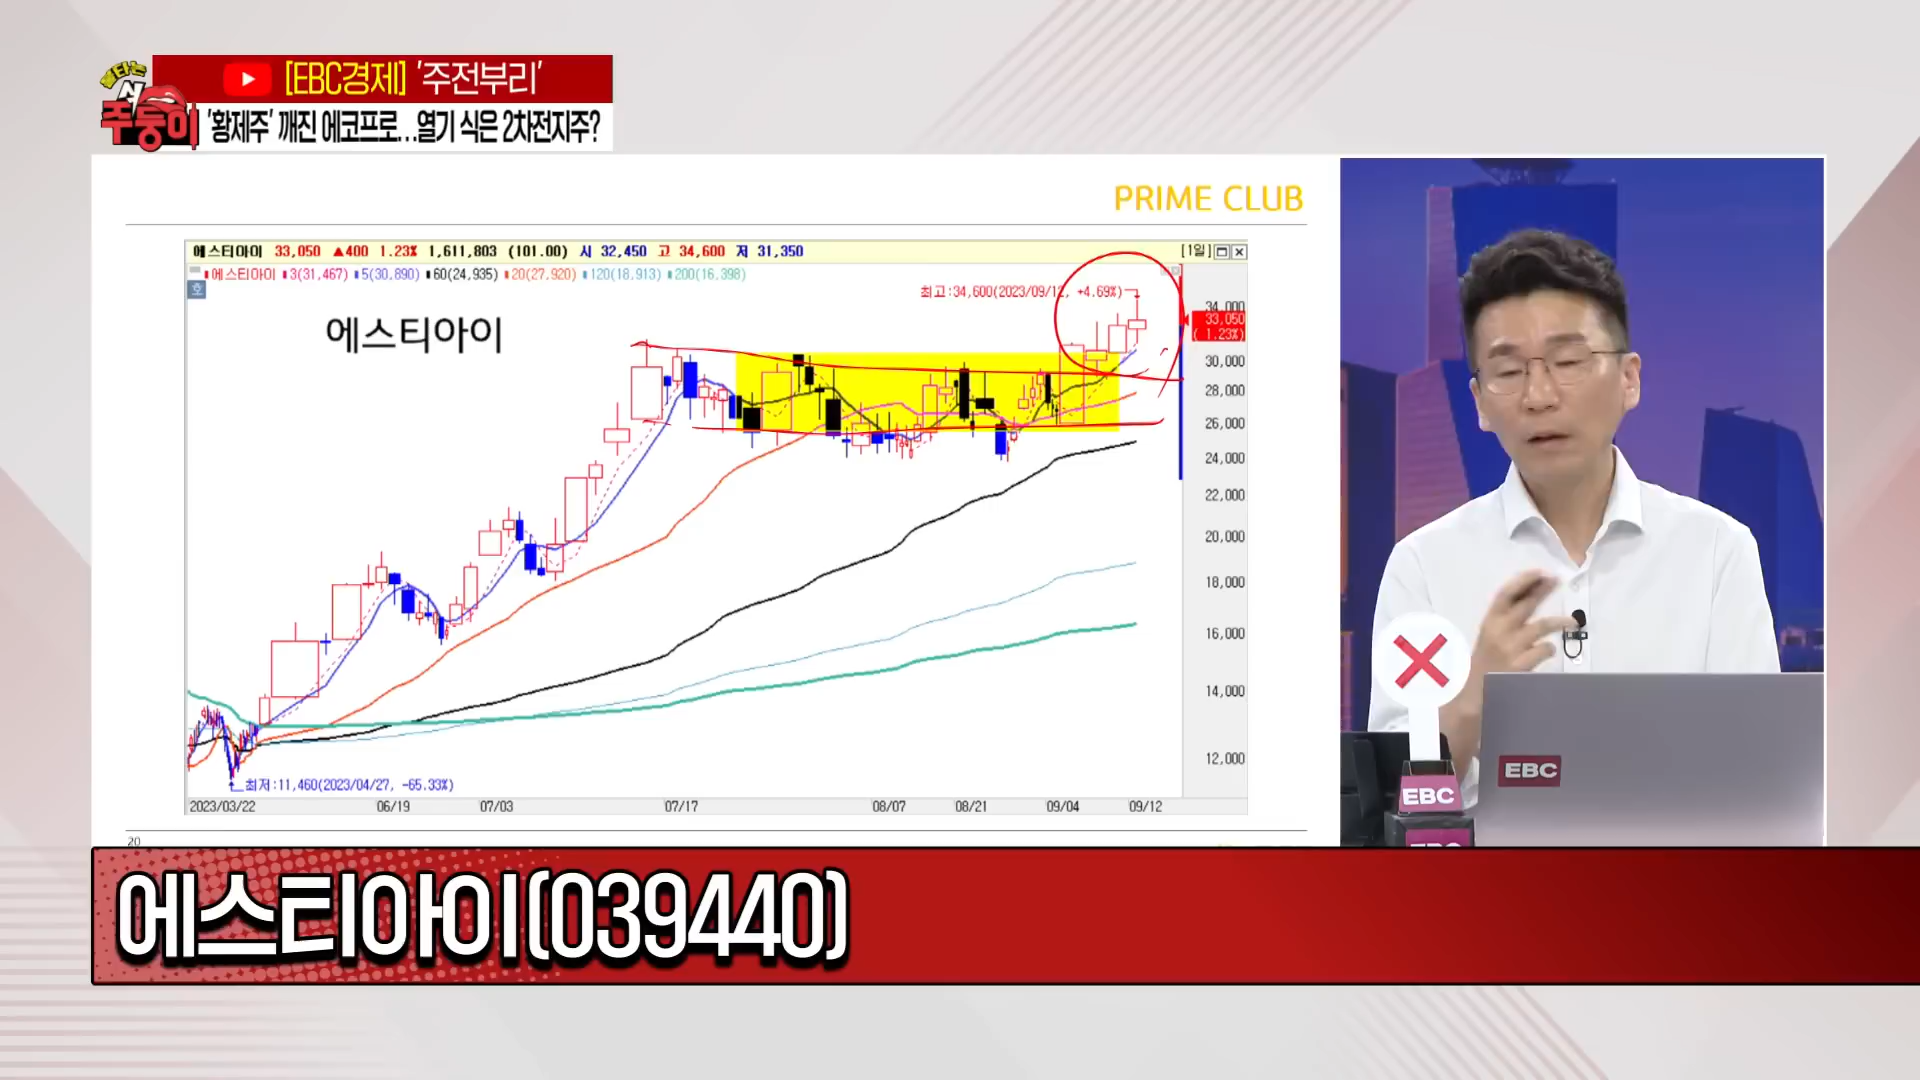 불타는
주둥이
[EBC경제] '주전부리'
'황제주' 깨진 에코프로...열기 식은 2차전지주?
PRIME CLUB
에스티아이 33,050 ▲400 1.23% 1,611,803 (101.00) 시 32,450 고 34,600 저 31,350 [1일]
에스티아이 3(31,467) 5(30,890) 60(24,935) 20(27,920) 120(18,913) 200(16,398)
호
최고:34,600(2023/09/12, +4.69%)
에스티아이
34,000
33,050
( 1.23%)
30,000
28,000
26,000
24,000
22,000
20,000
18,000
16,000
14,000
12,000
최저:11,460(2023/04/27, -65.33%)
2023/03/22 06/19 07/03 07/17 08/07 08/21 09/04 09/12
20
EBC
EBC
EBC
에스티아이(039440)